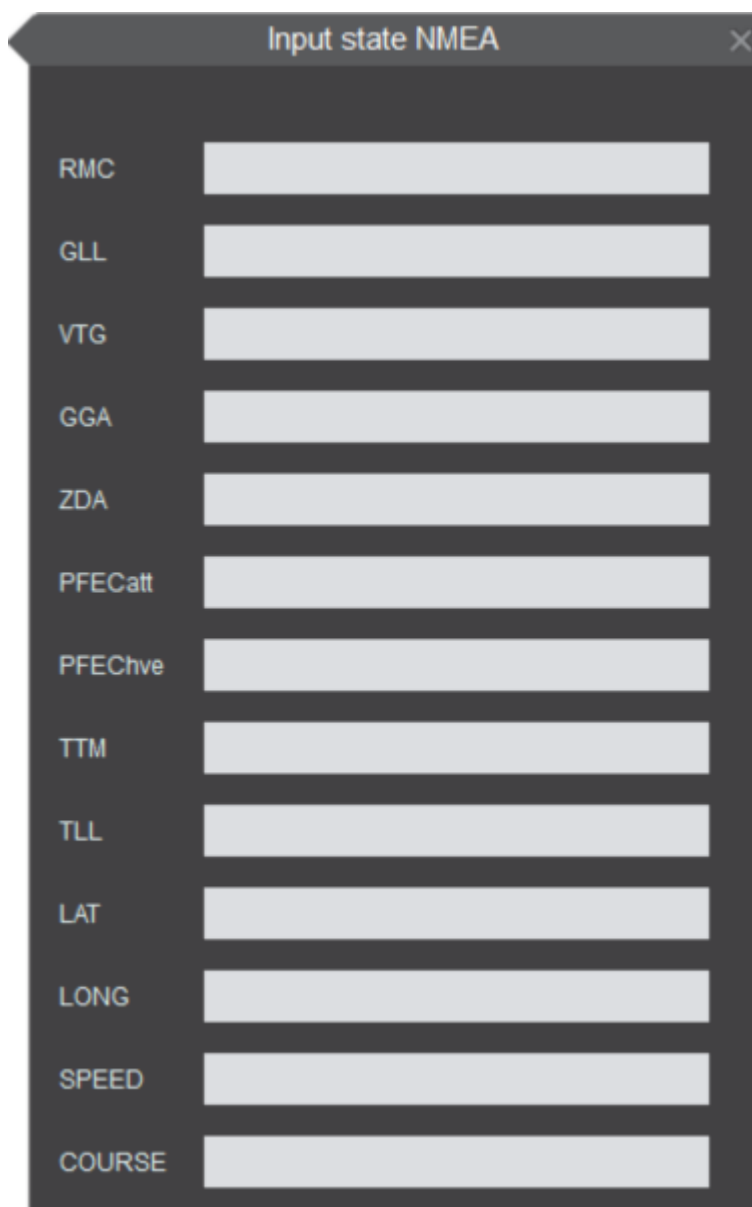 Input state NMEA
RMC
GLL
VTG
GGA
ZDA
PFECatt
PFEChve
TTM
TLL
LAT
LONG
SPEED
COURSE